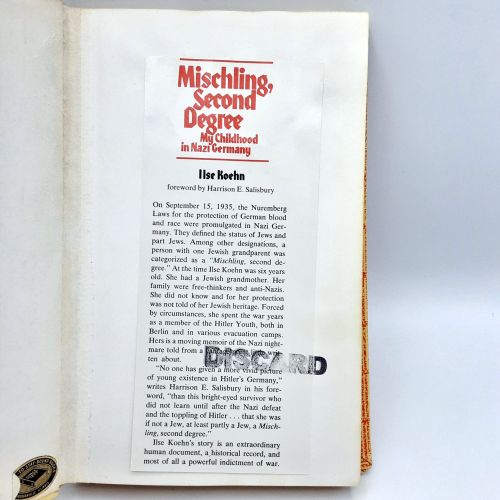 Mischling,
Second
Degree
My Childhood
in Nazi Germany
Ilse Koehn
foreword by Harrison E. Salisbury
On September 15, 1935, the Nuremberg
Laws for the protection of German blood
and race were promulgated in Nazi Ger-
many. They defined the status of Jews and
part Jews. Among other designations, a
person with one Jewish grandparent was
categorized as a "Mischling, second de-
gree." At the time Ilse Koehn was six years
old. She had a Jewish grandmother. Her
family were free-thinkers and anti-Nazis.
She did not know and for her protection
was not told of her Jewish heritage. Forced
by circumstances, she spent the war years
as a member of the Hitler Youth, both in
Berlin and in various evacuation camps.
Hers is a moving memoir of the Nazi night-
mare told from a
ten about.
DISCARD
"No one has given a more vivid picture
of young existence in Hitler's Germany,"
writes Harrison E. Salisbury in his fore-
word, "than this bright-eyed survivor who
did not learn until after the Nazi defeat
and the toppling of Hitler . . . that she was
if not a Jew, at least partly a Jew, a Misch-
ling, second degree."
Ilse Koehn's story is an extraordinary
human document, a historical record, and
most of all a powerful indictment of war.